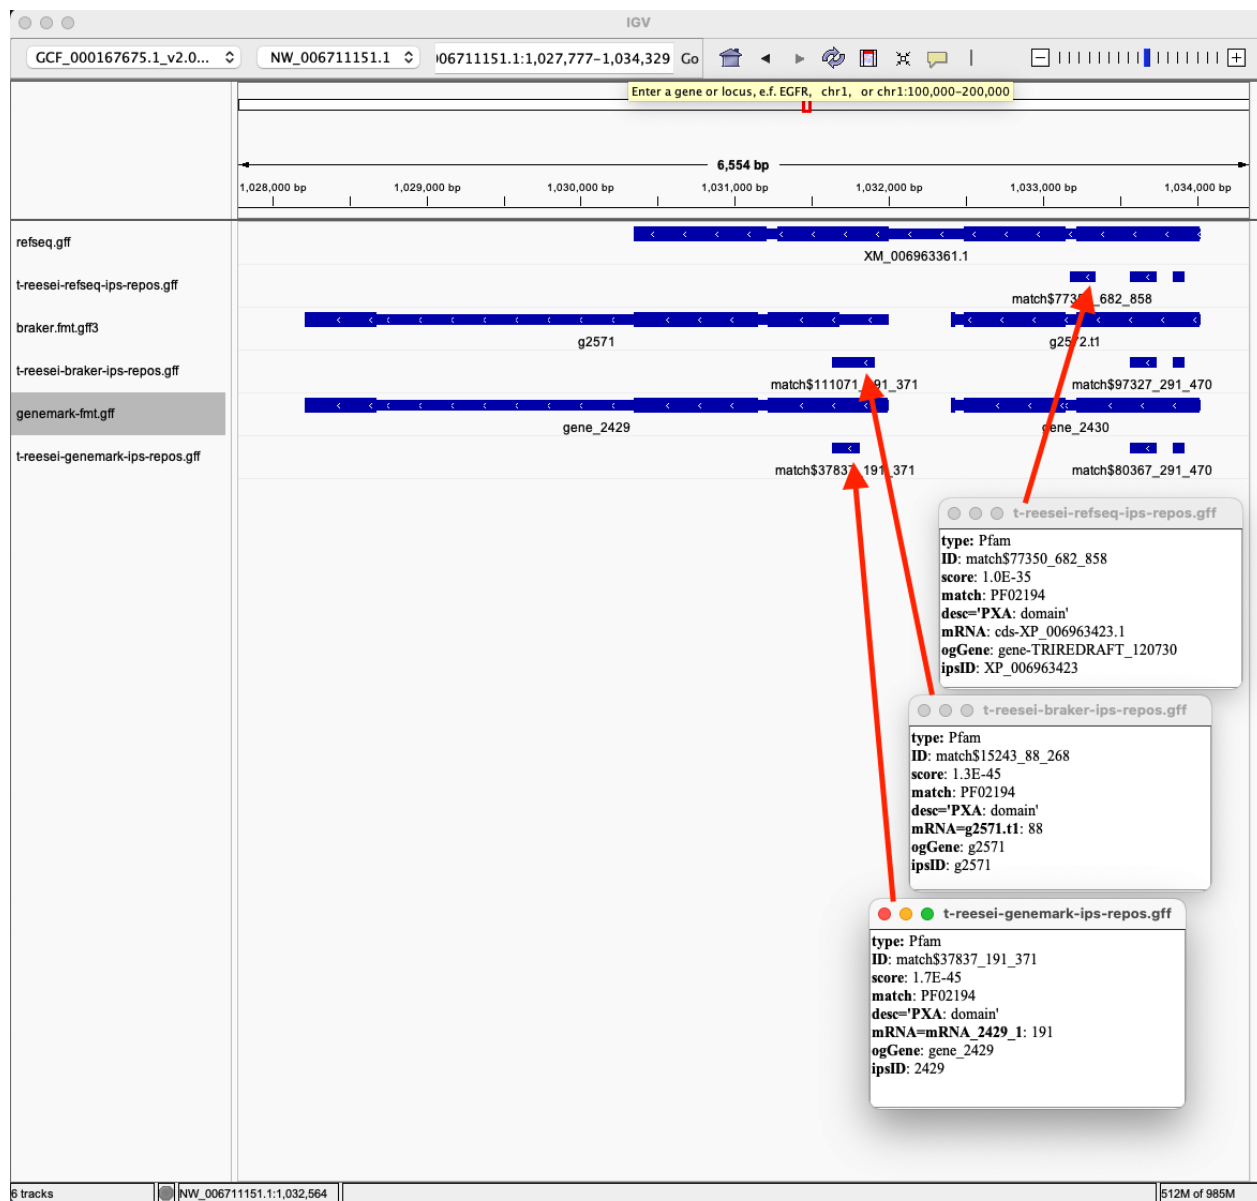 IGV
GCF_000167675.1_v2.0... NW_006711151.1 06711151.1:1,027,777-1,034,329 Go
Enter a gene or locus, e.f. EGFR, chr1, or chr1:100,000-200,000
6,554 bp
1,028,000 bp 1,029,000 bp 1,030,000 bp 1,031,000 bp 1,032,000 bp 1,033,000 bp 1,034,000 bp
refseq.gff
XM_006963361.1
t-reesei-refseq-ips-repos.gff
match$77350_682_858
braker.fmt.gff3
g2571 g2572.t1
t-reesei-braker-ips-repos.gff
match$111071_191_371 match$97327_291_470
genemark-fmt.gff
gene_2429 gene_2430
t-reesei-genemark-ips-repos.gff
match$37837_191_371 match$80367_291_470
t-reesei-refseq-ips-repos.gff
type: Pfam
ID: match$77350_682_858
score: 1.0E-35
match: PF02194
desc='PXA: domain'
mRNA: cds-XP_006963423.1
ogGene: gene-TRIREDRAFT_120730
ipsID: XP_006963423
t-reesei-braker-ips-repos.gff
type: Pfam
ID: match$15243_88_268
score: 1.3E-45
match: PF02194
desc='PXA: domain'
mRNA=g2571.t1: 88
ogGene: g2571
ipsID: g2571
t-reesei-genemark-ips-repos.gff
type: Pfam
ID: match$37837_191_371
score: 1.7E-45
match: PF02194
desc='PXA: domain'
mRNA=mRNA_2429_1: 191
ogGene: gene_2429
ipsID: 2429
6 tracks NW_006711151.1:1,032,564 512M of 985M